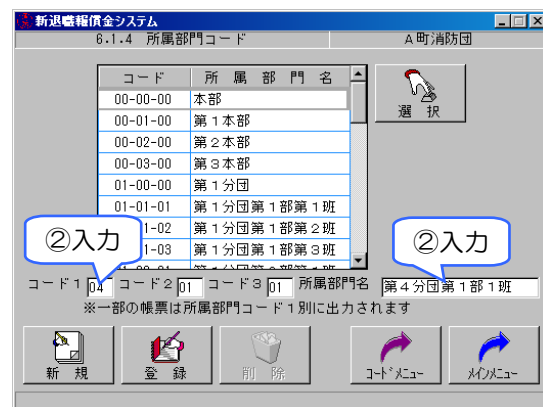 新退職報償金システム
6.1.4 所属部門コード A町消防団
コード 所属部門名
00-00-00 本部
00-01-00 第1本部
00-02-00 第2本部
00-03-00 第3本部
01-00-00 第1分団
01-01-01 第1分団第1部第1班
1-02 第1分団第1部第2班
1-03 第1分団第1部第3班
選択
②入力
②入力
コード1 04 コード2 01 コード3 01 所属部門名 第4分団第1部1班
※一部の帳票は所属部門コード1別に出力されます
新規 登録 削除 コードメニュー メインメニュー